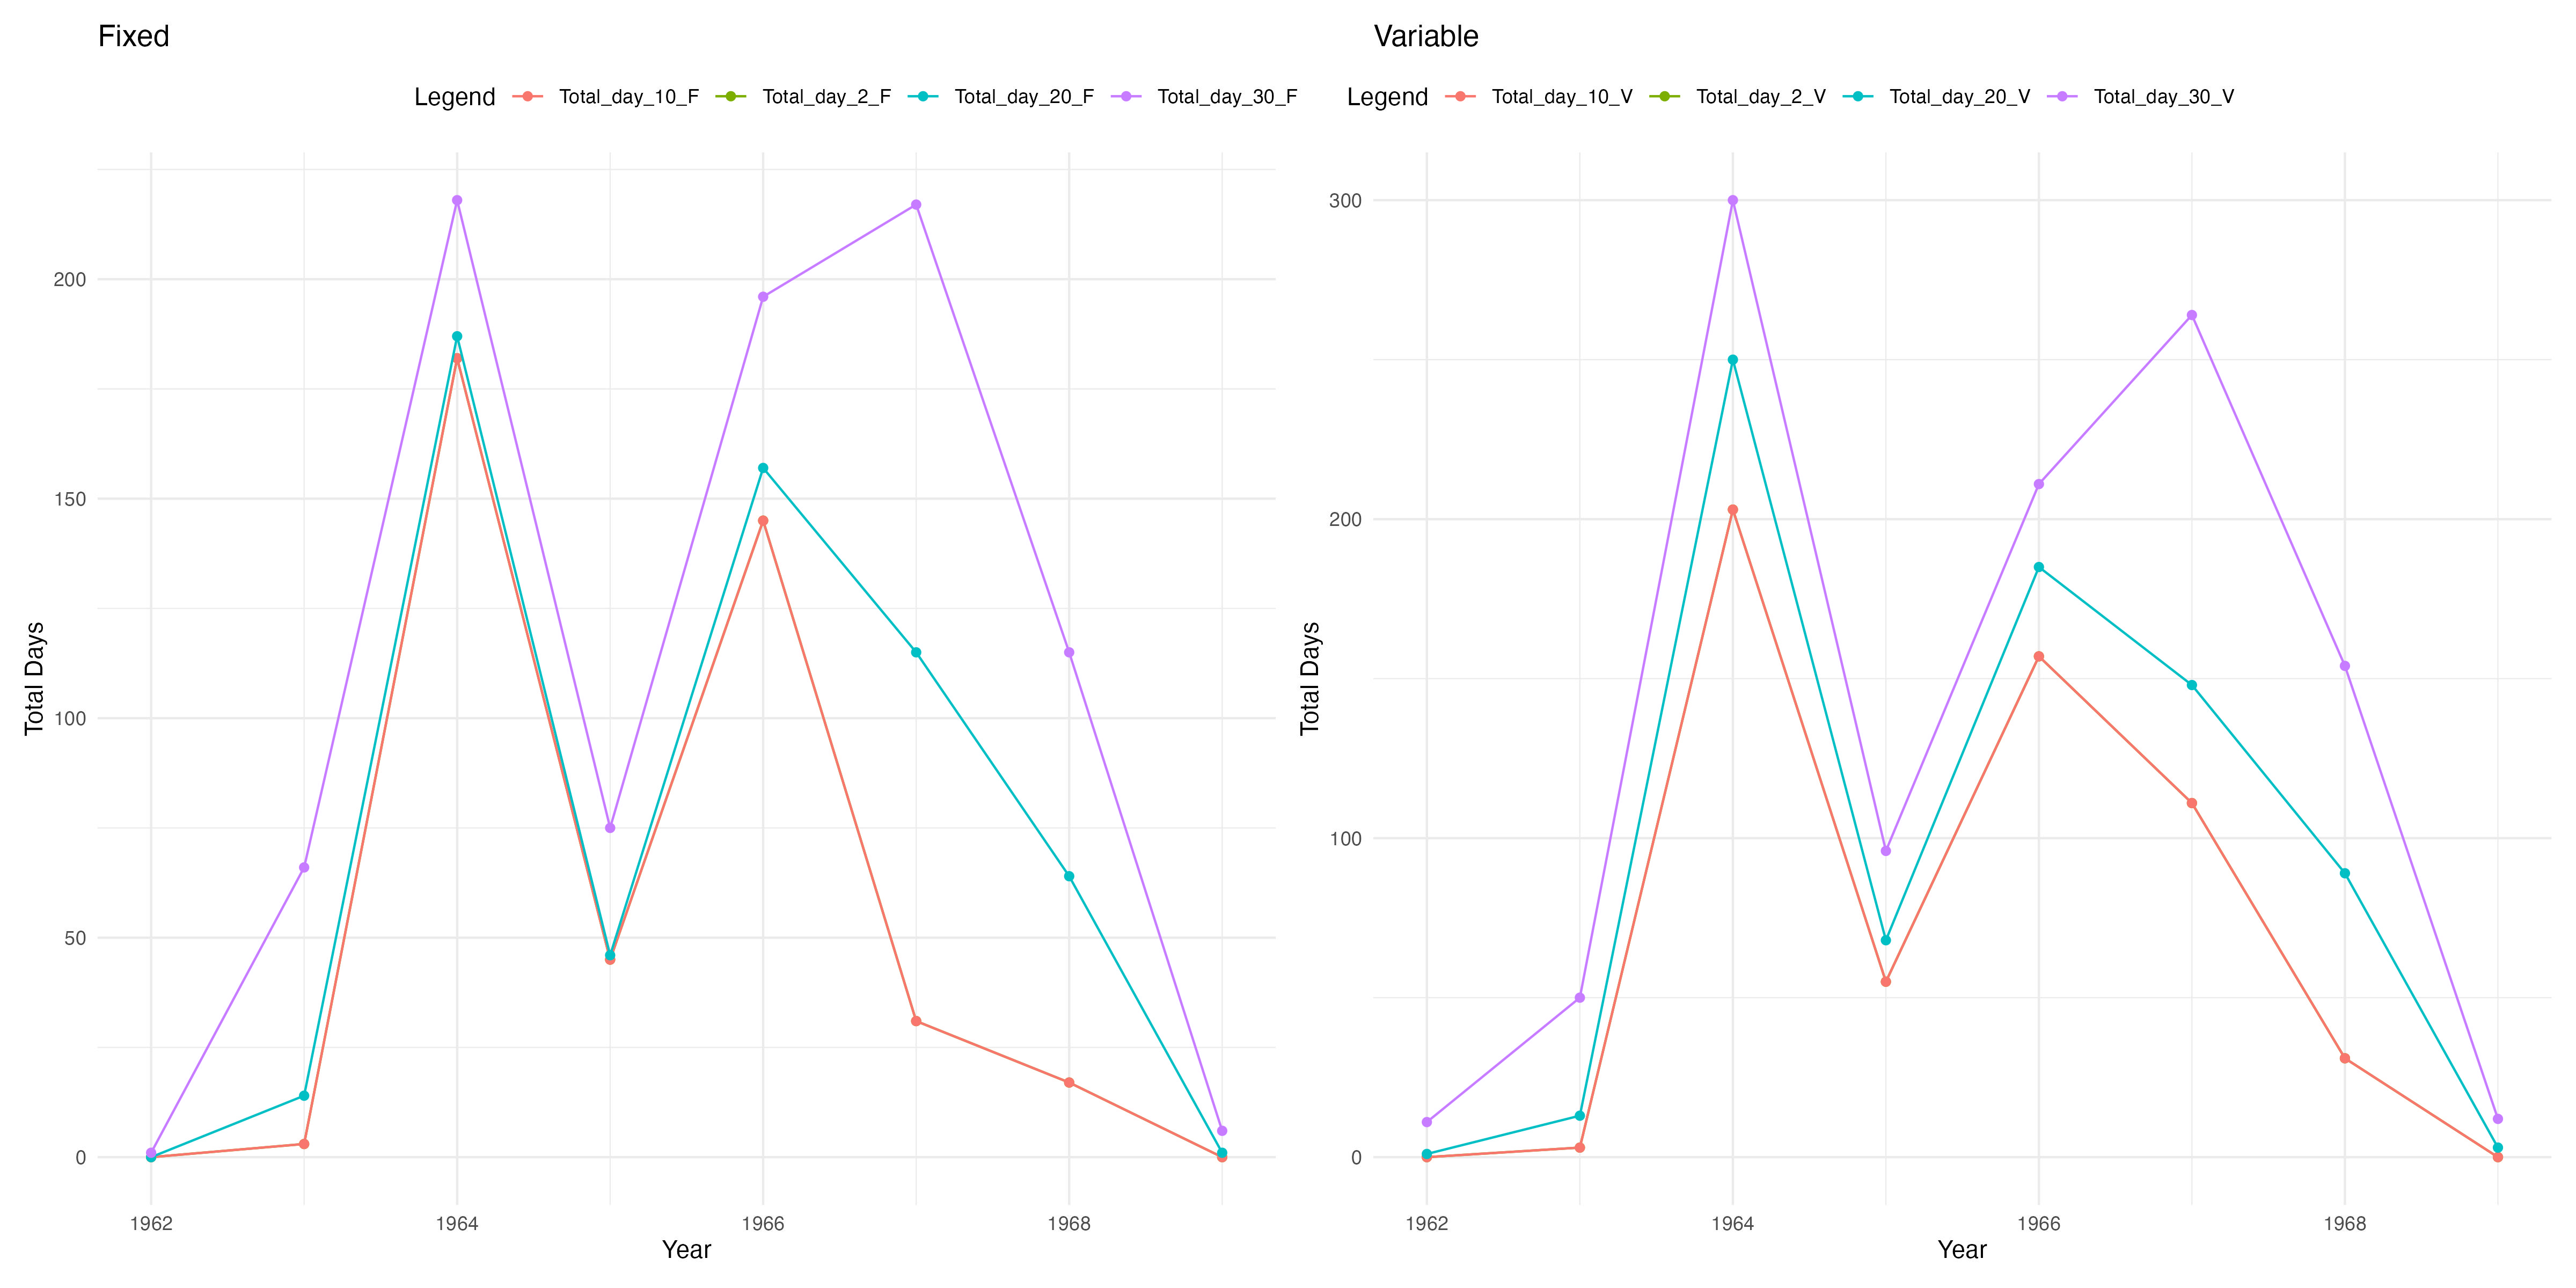 Fixed
Legend Total_day_10_F Total_day_2_F Total_day_20_F Total_day_30_F
200
150
100
50
0
Total Days
1962 1964 1966 1968
Year
Variable
Legend Total_day_10_V Total_day_2_V Total_day_20_V Total_day_30_V
300
200
100
0
Total Days
1962 1964 1966 1968
Year